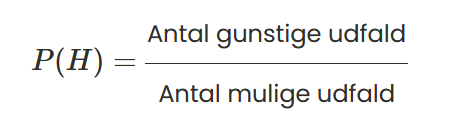 Antal gunstige udfald
P(H) =
Antal mulige udfald